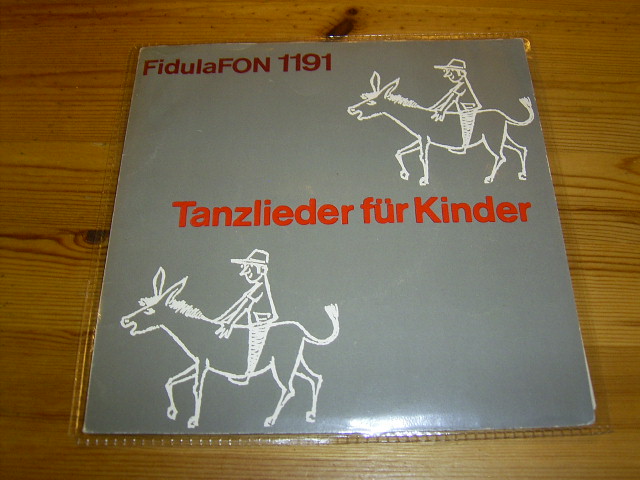 FidulaFON 1191
Tanzlieder für Kinder